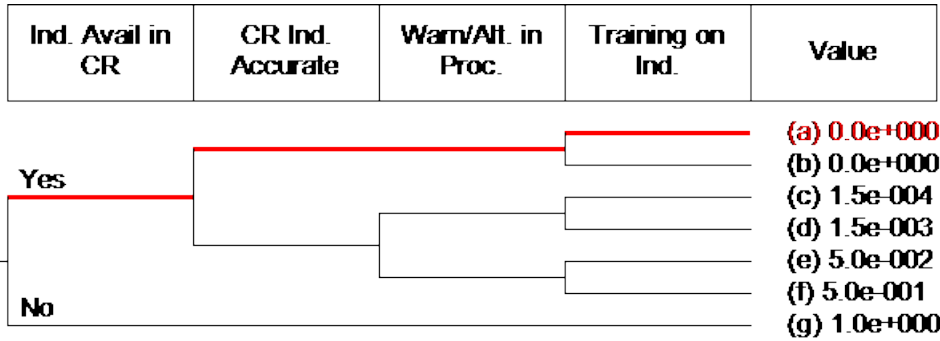 Ind. Avail in CR Ind. Warn/Alt. in Training on Value
CR Accurate Proc. Ind.
(a) 0.0e+000
Yes (b) 0.0e+000
(c) 1.5e-004
(d) 1.5e-003
(e) 5.0e-002
No (f) 5.0e-001
(g) 1.0e+000